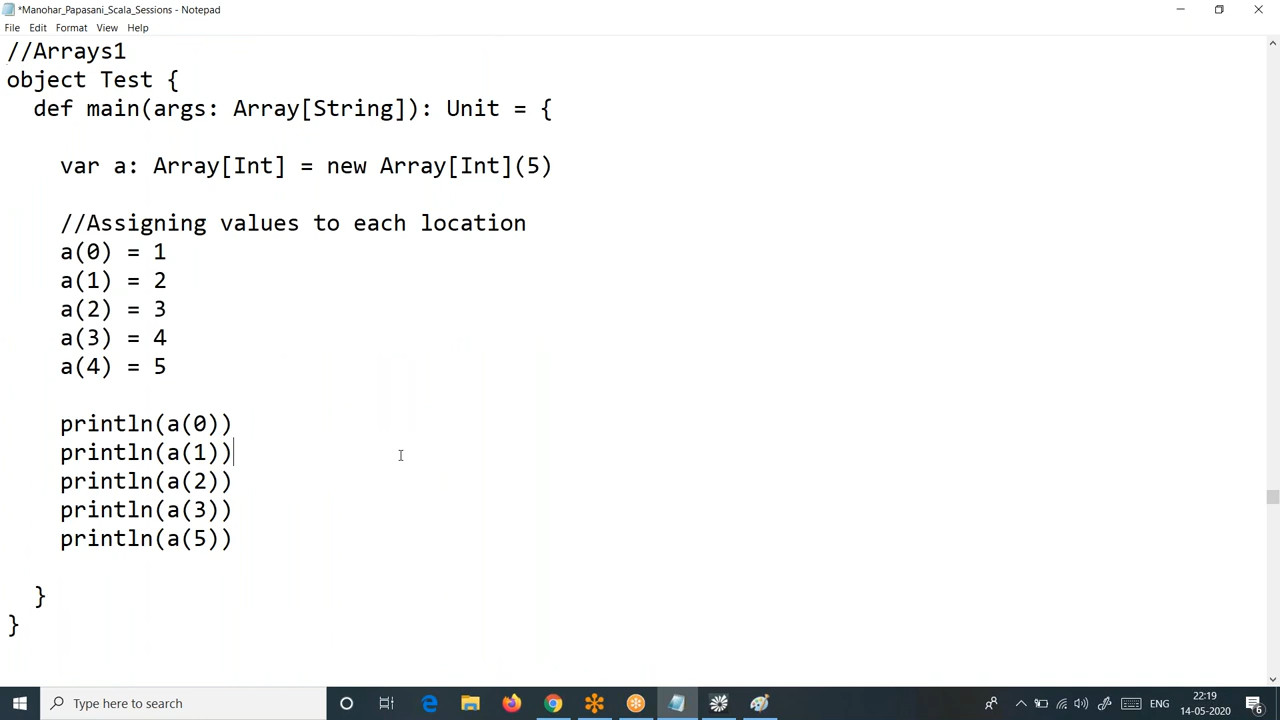 *Manohar_Papasani_Scala_Sessions - Notepad
File Edit Format View Help
//Arrays1
object Test {
def main(args: Array[String]): Unit = {
var a: Array[Int] = new Array[Int](5)
//Assigning values to each location
a(0) = 1
a(1) = 2
a(2) = 3
a(3) = 4
a(4) = 5
println(a(0))
println(a(1))
println(a(2))
println(a(3))
println(a(5))
}
}
Type here to search
ENG
22:19
14-05-2020
6